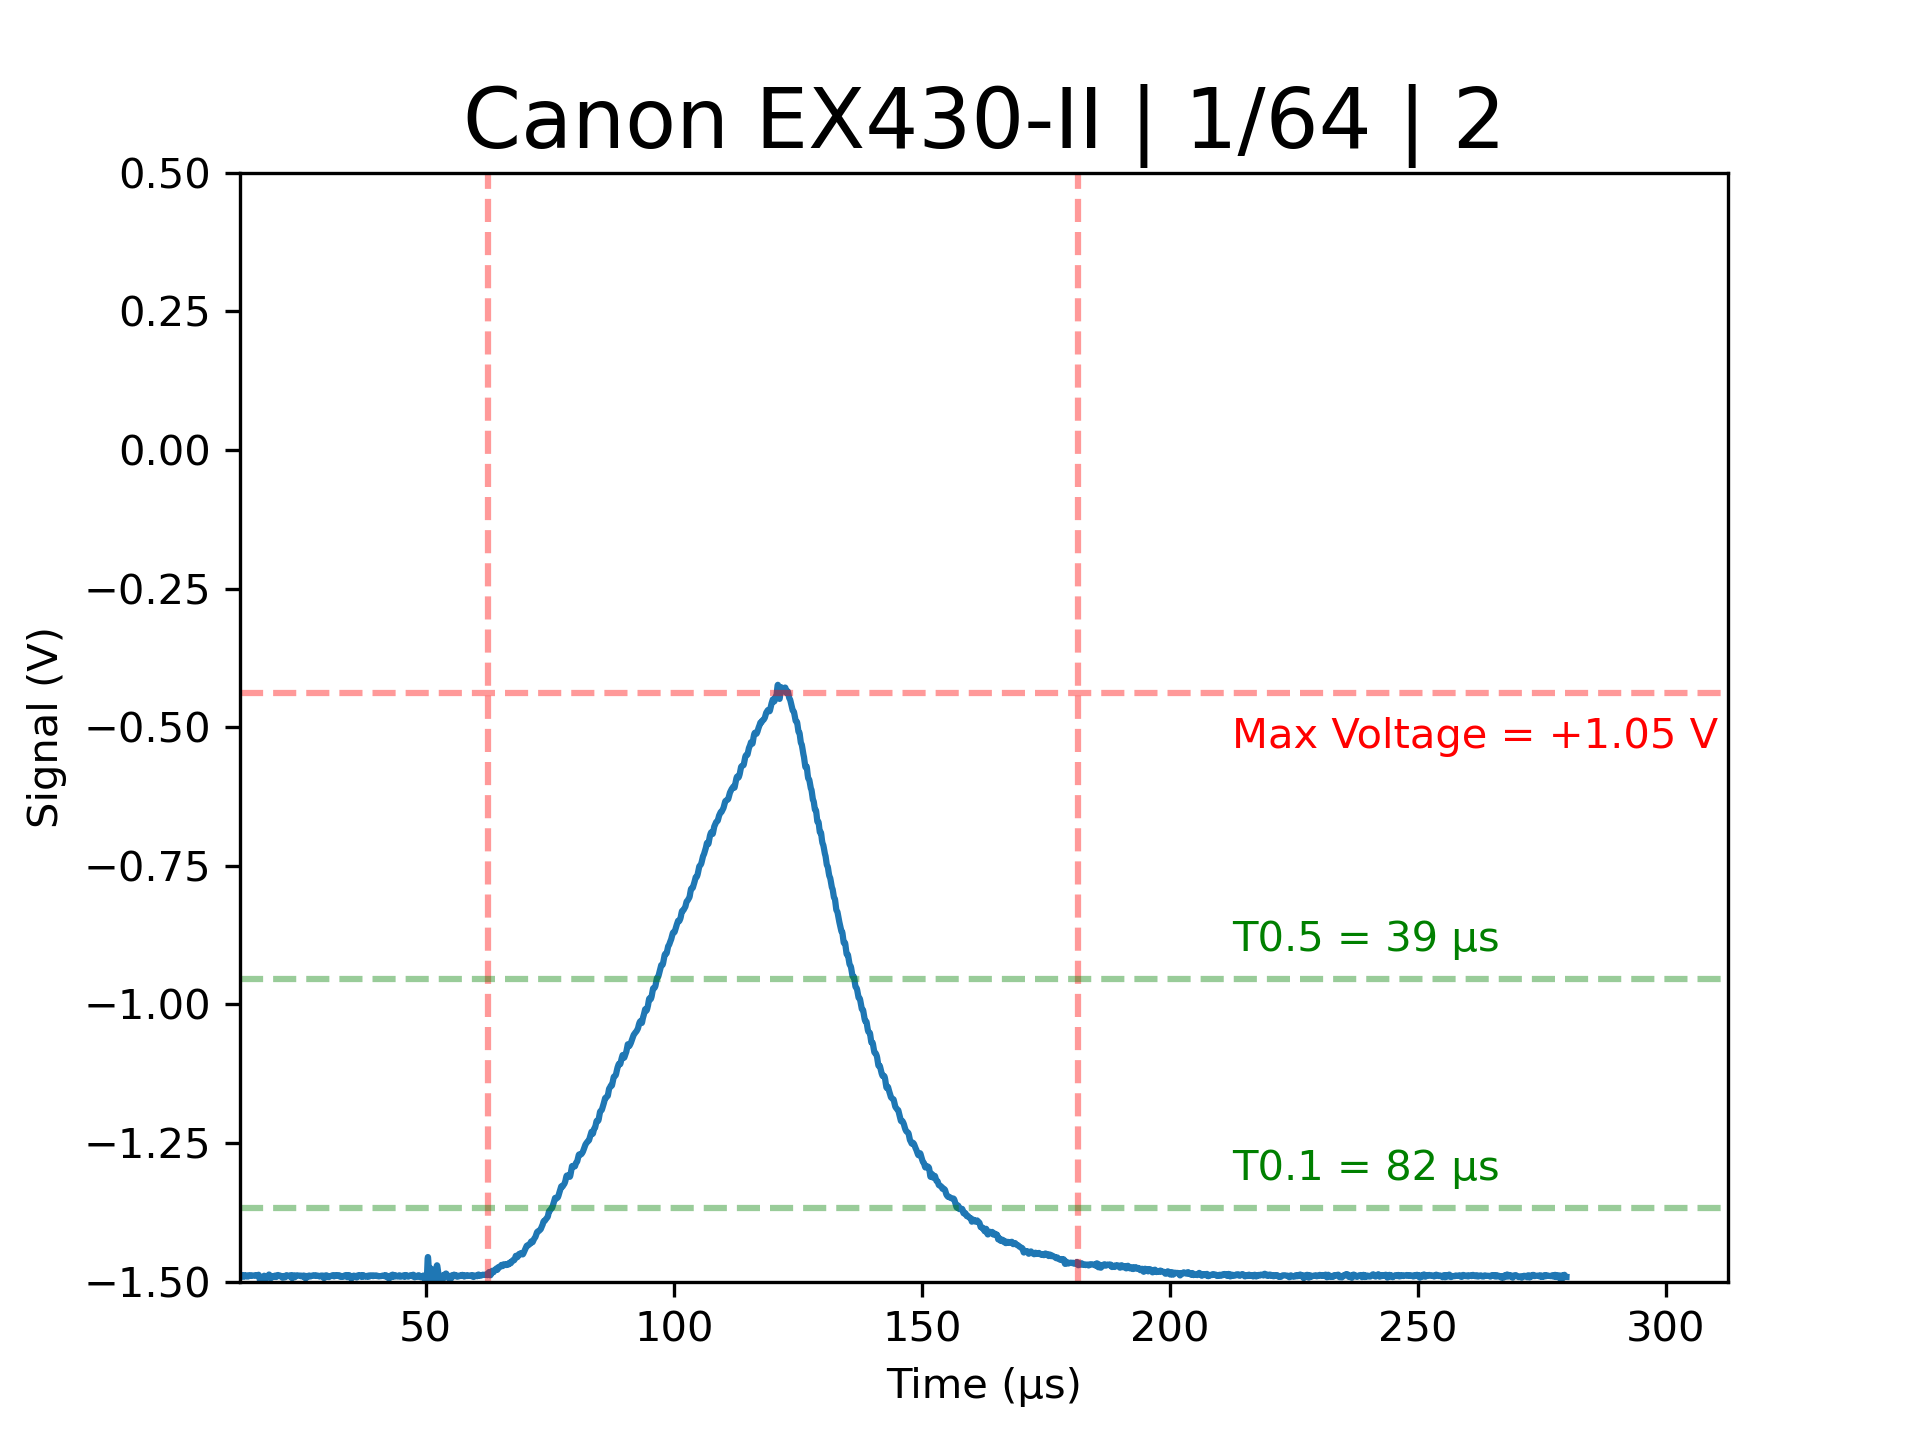 Canon EX430-II | 1/64 | 2
0.50
0.25
0.00
−0.25
−0.50
−0.75
−1.00
−1.25
−1.50
Signal (V)
Max Voltage = +1.05 V
T0.5 = 39 µs
T0.1 = 82 µs
50 100 150 200 250 300
Time (µs)